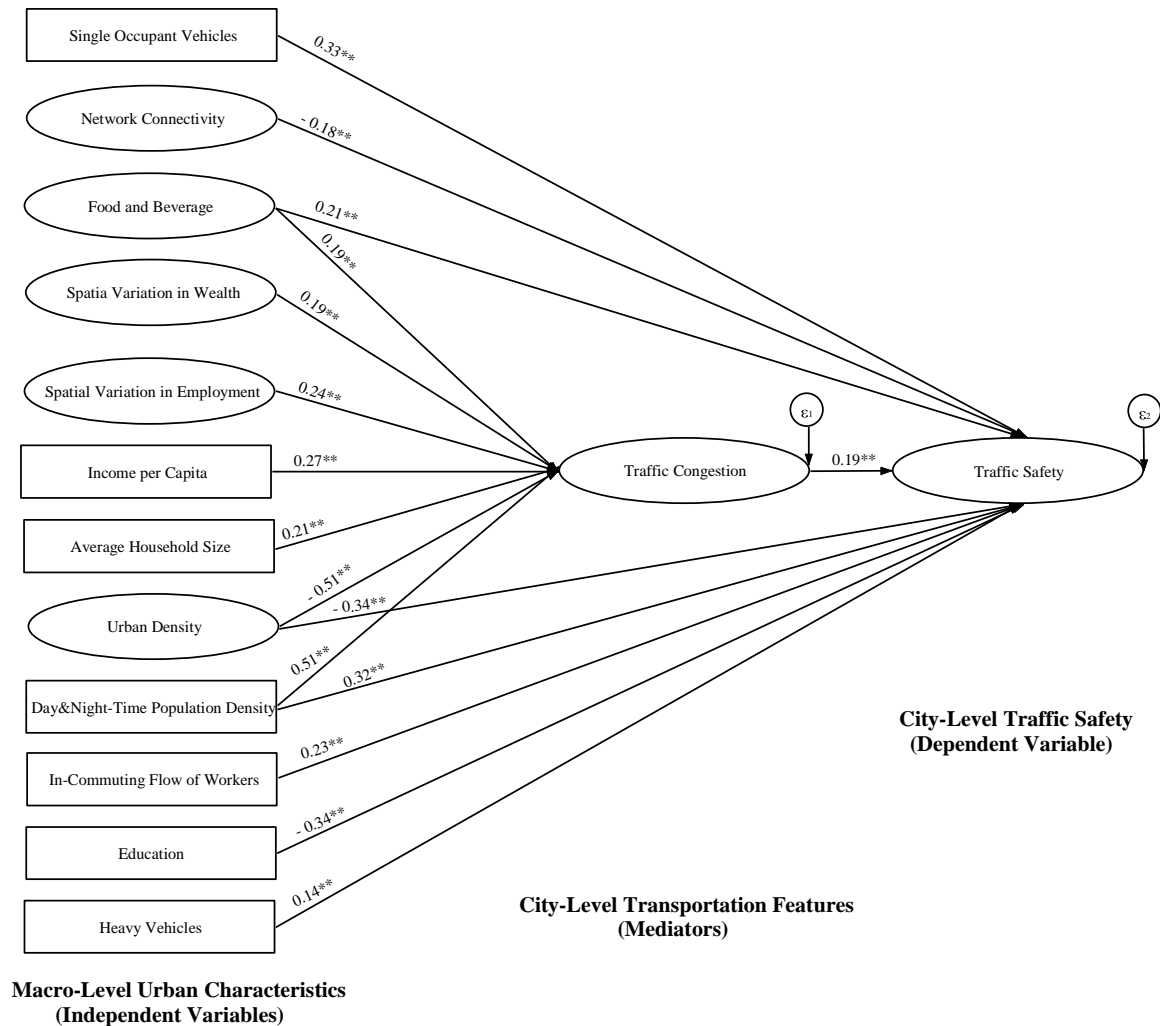 Single Occupant Vehicles
0.33**
Network Connectivity
- 0.18**
Food and Beverage
0.21**
0.19**
Spatia Variation in Wealth
0.19**
Spatial Variation in Employment
0.24**
ε1
ε2
Income per Capita
0.27**
Traffic Congestion
0.19**
Traffic Safety
Average Household Size
0.21**
Urban Density
- 0.51**
- 0.34**
Day&Night-Time Population Density
0.51**
0.32**
In-Commuting Flow of Workers
0.23**
Education
- 0.34**
Heavy Vehicles
0.14**
City-Level Traffic Safety
(Dependent Variable)
City-Level Transportation Features
(Mediators)
Macro-Level Urban Characteristics
(Independent Variables)